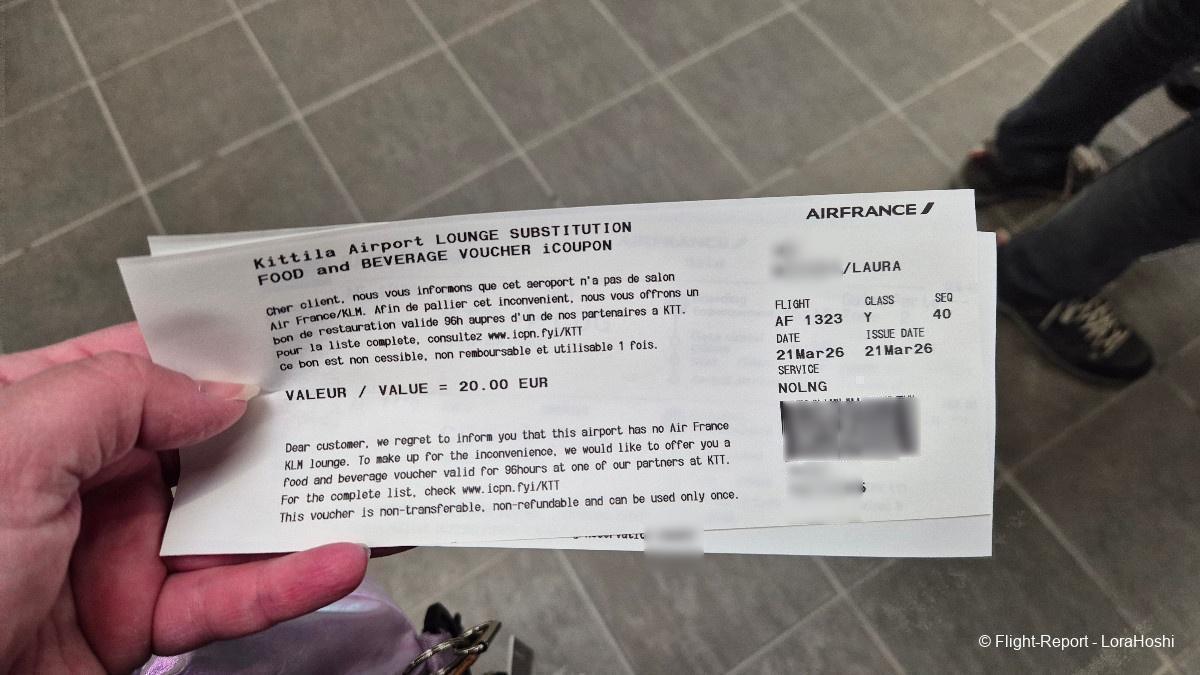 Kittila Airport LOUNGE SUBSTITUTION
FOOD and BEVERAGE VOUCHER iCOUPON
Cher client, nous vous informons que cet aeroport n'a pas de salon
Air France/KLM. Afin de pallier cet inconvenient, nous vous offrons un
bon de restauration valide 96h aupres d'un de nos partenaires a KTT.
Pour la liste complete, consultez www.icpn.fyi/KTT
Ce bon est non cessible, non remboursable et utilisable 1 fois.
VALEUR / VALUE = 20.00 EUR
Dear customer, we regret to inform you that this airport has no Air France
KLM lounge. To make up for the inconvenience, we would like to offer you a
food and beverage voucher valid for 96hours at one of our partners at KTT.
For the complete list, check www.icpn.fyi/KTT
This voucher is non-transferable, non-refundable and can be used only once.
AIRFRANCE
/LAURA
FLIGHT CLASS SEQ
AF 1323 Y 40
DATE ISSUE DATE
21Mar26 21Mar26
SERVICE
NOLNG
© Flight-Report - LoraHoshi